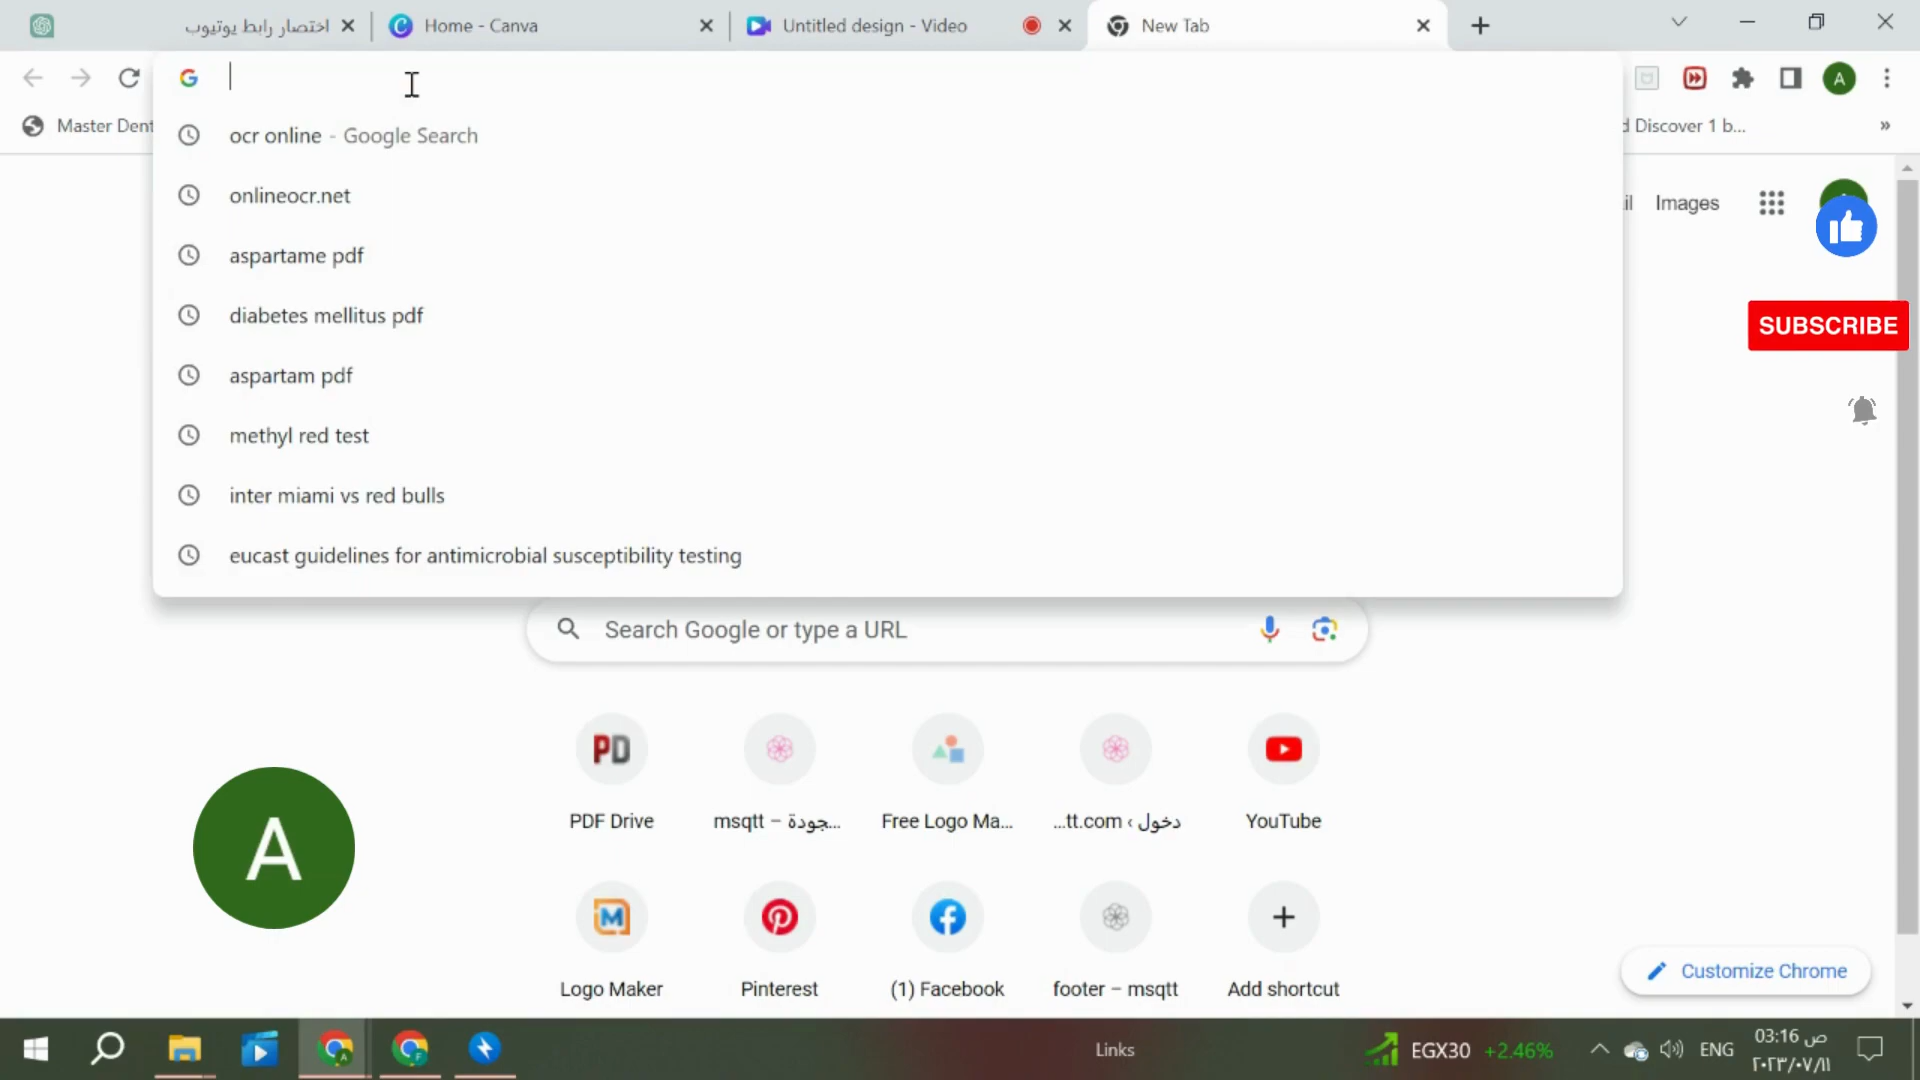 اختصار رابط يوتيوب
Home - Canva
Untitled design - Video
New Tab
A
Master Dent
d Discover 1 b...
»
ocr online - Google Search
onlineocr.net
aspartame pdf
diabetes mellitus pdf
aspartam pdf
methyl red test
inter miami vs red bulls
eucast guidelines for antimicrobial susceptibility testing
il
Images
SUBSCRIBE
Search Google or type a URL
PD
PDF Drive
msqtt – جودة...
Free Logo Ma...
...tt.com ‹ دخول
YouTube
A
M
Logo Maker
Pinterest
(1) Facebook
footer – msqtt
Add shortcut
Customize Chrome
Links
EGX30 +2.46%
ENG
03:16 ص
٢٠٢٣/٠٧/١١